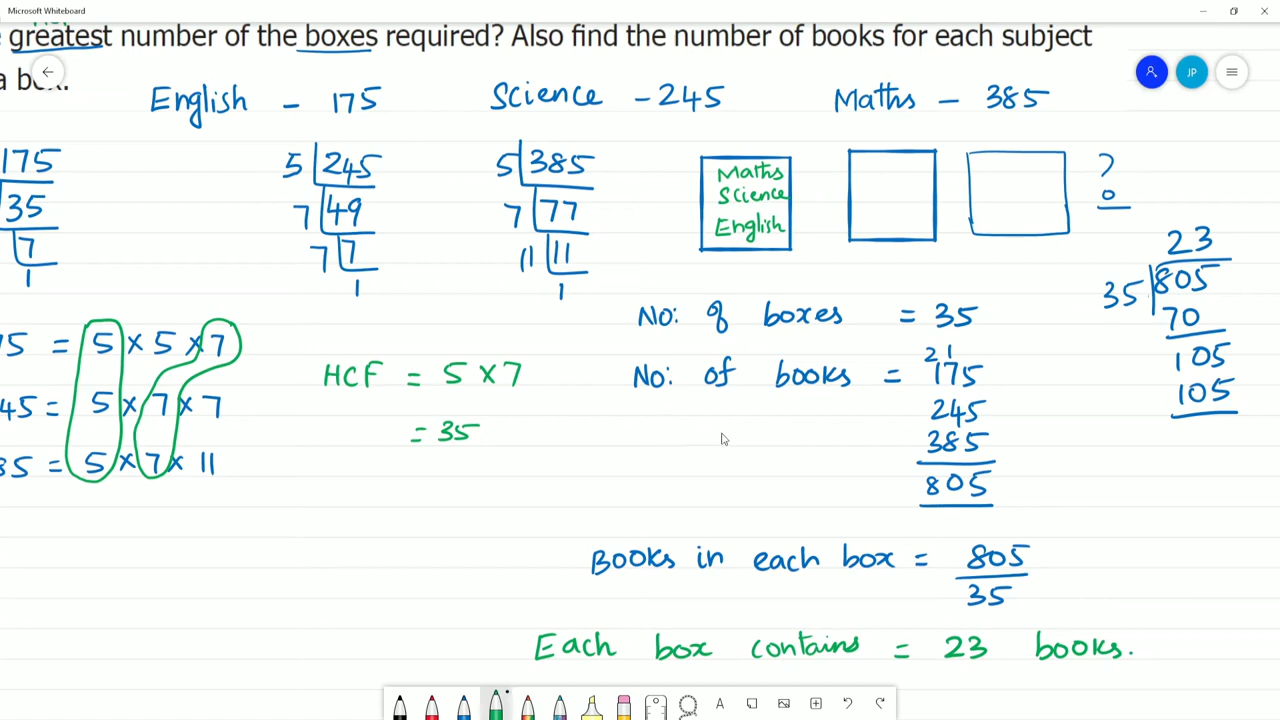 Microsoft Whiteboard
greatest number of the boxes required? Also find the number of books for each subject
a box.
JP
English - 175
Science - 245
Maths - 385
175
35
7
1
5 245
7 49
7 7
1
5 385
7 77
11 11
1
Maths
Science
English
?
23
35 805
70
105
105
5 = 5 × 5 × 7
45 = 5 × 7 × 7
85 = 5 × 7 × 11
HCF = 5 × 7
= 35
No: of boxes = 35
21
No: of books = 175
245
385
805
Books in each box = 805
35
Each box contains = 23 books.
A